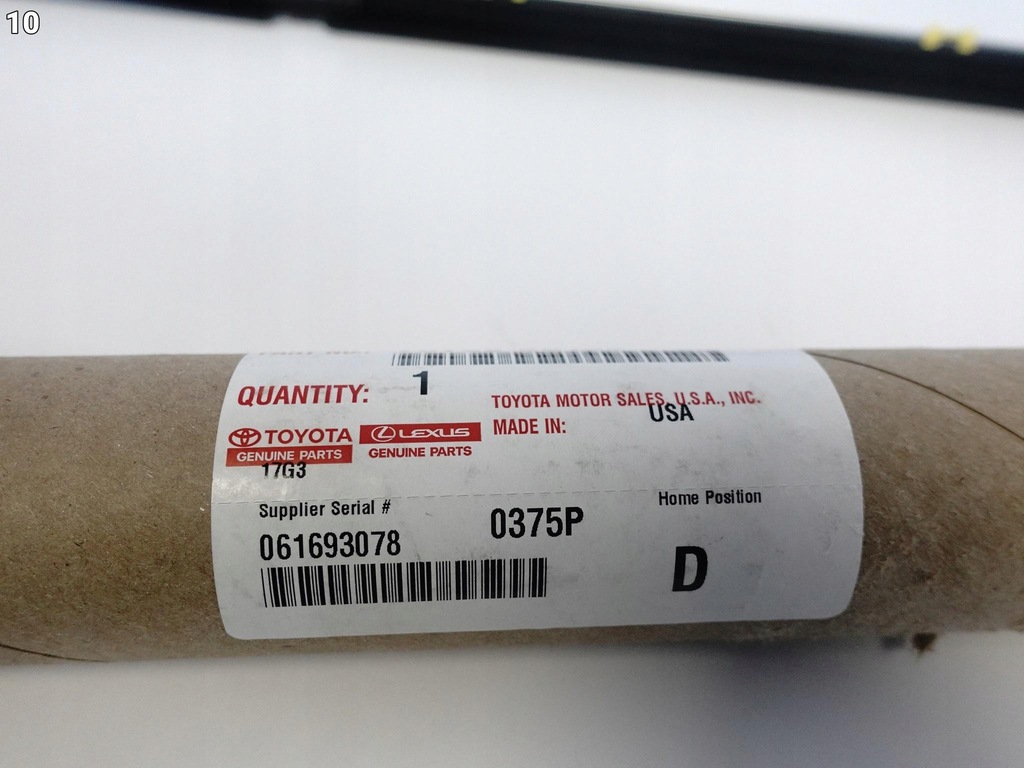 10
QUANTITY: 1
TOYOTA MOTOR SALES, U.S.A., INC.
MADE IN: USA
TOYOTA
GENUINE PARTS
LEXUS
GENUINE PARTS
17G3
Supplier Serial #
061693078
0375P
Home Position
D